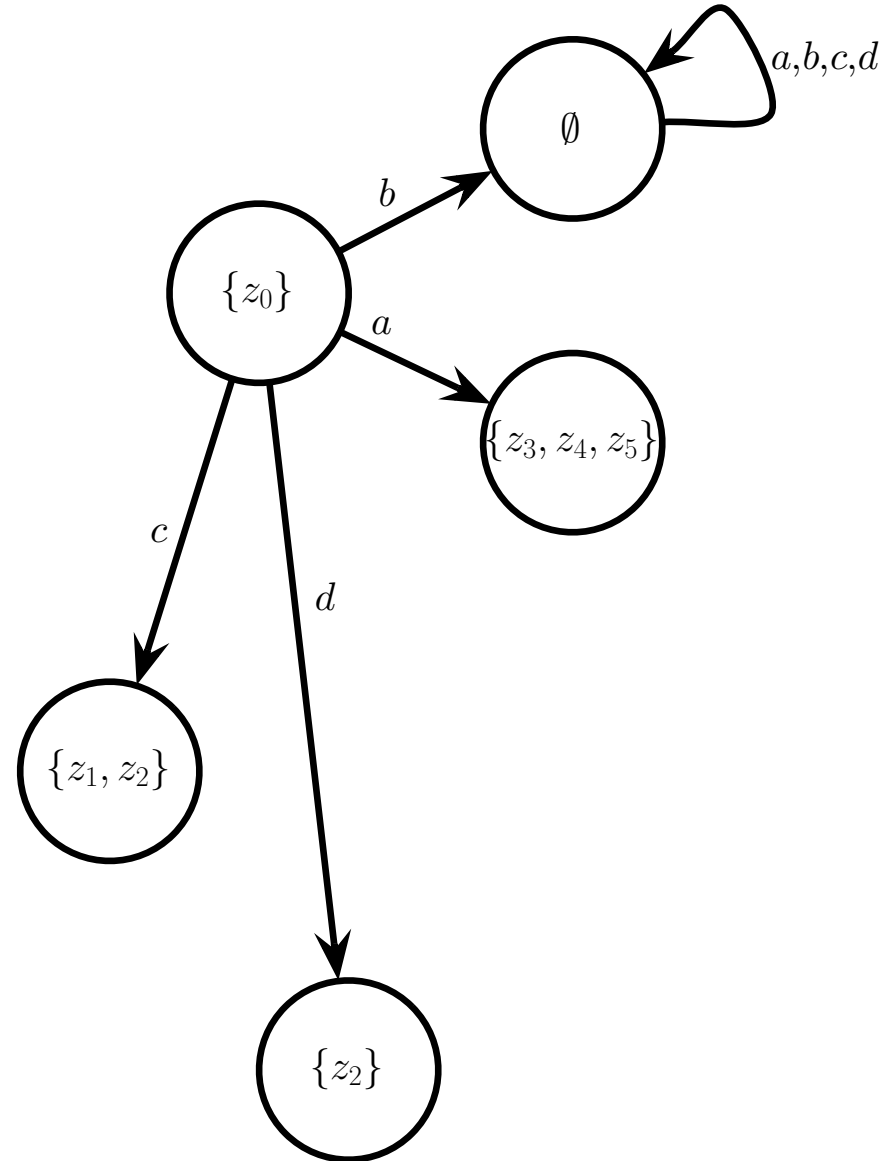 a,b,c,d
∅
b
{z₀}
a
{z₃, z₄, z₅}
c
d
{z₁, z₂}
{z₂}